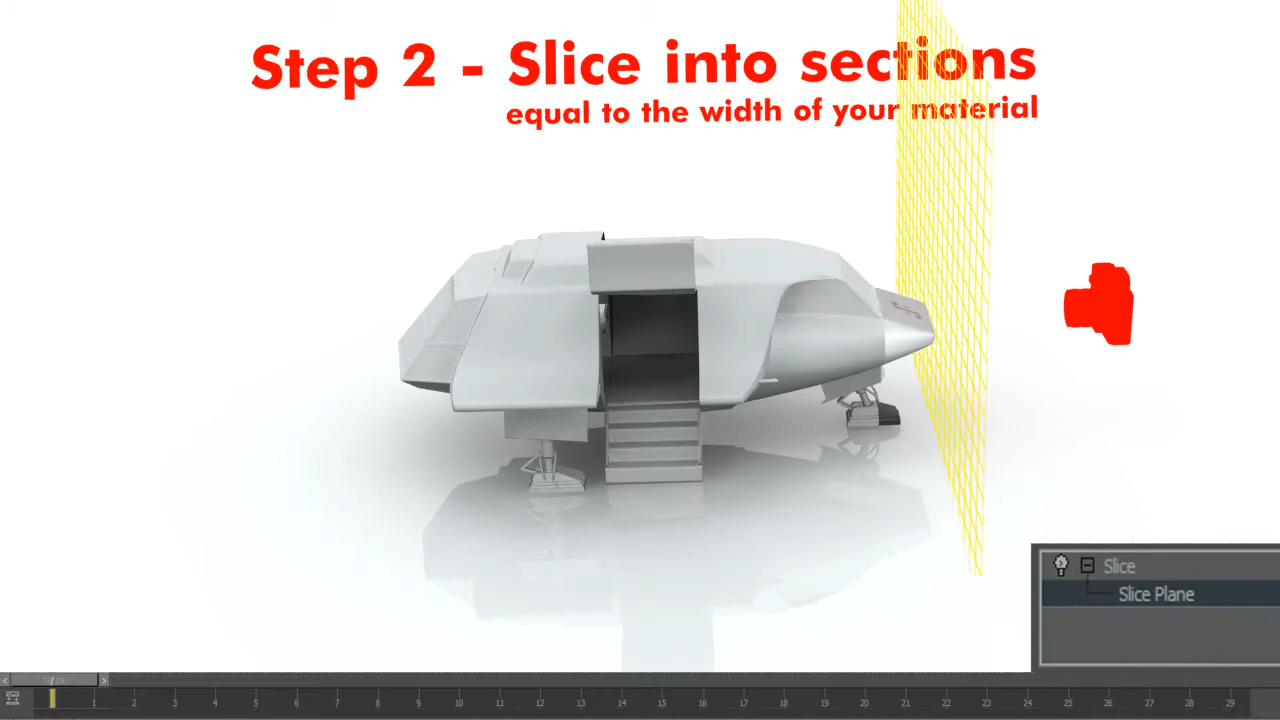 Step 2 - Slice into sections
equal to the width of your material
Slice
Slice Plane
1 2 3 4 5 6 7 8 9 10 11 12 13 14 15 16 17 18 19 20 21 22 23 24 25 26 27 28 29